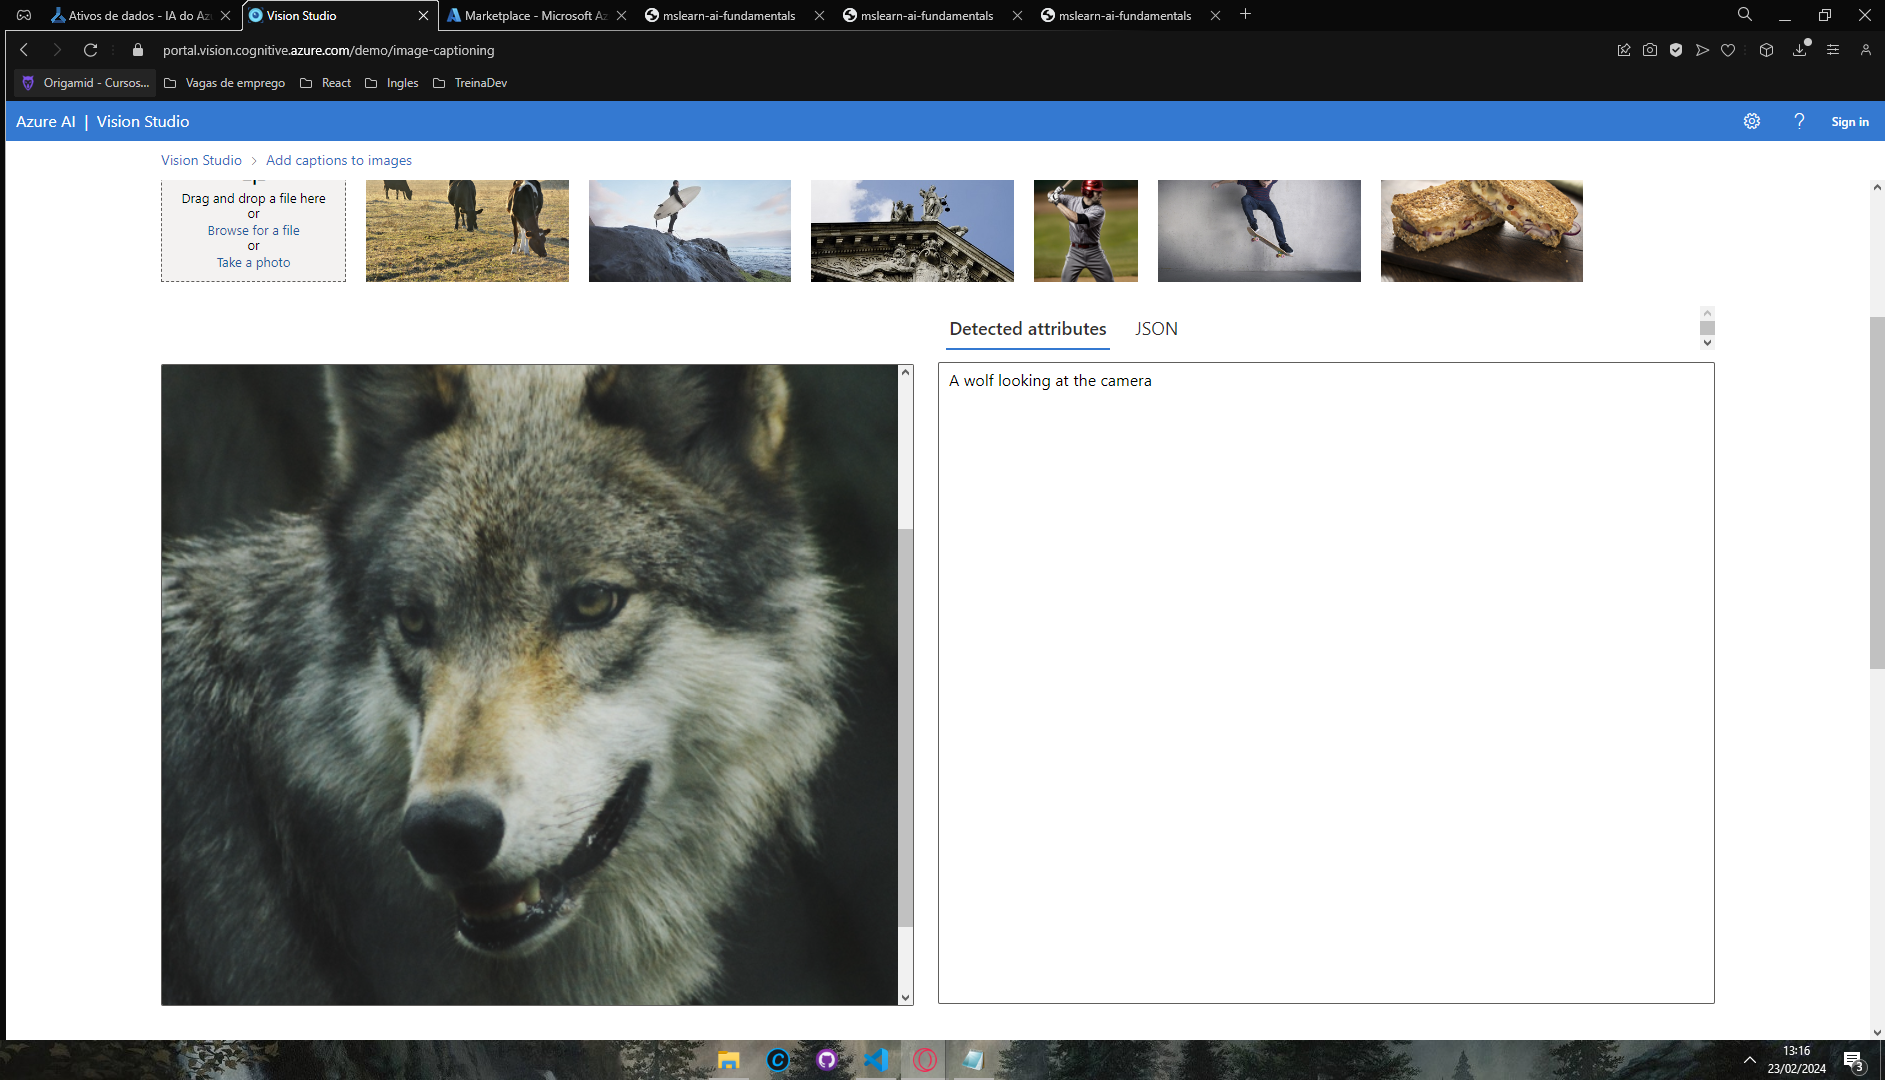 Ativos de dados - IA do Az
Vision Studio
Marketplace - Microsoft Az
mslearn-ai-fundamentals
mslearn-ai-fundamentals
mslearn-ai-fundamentals
portal.vision.cognitive.azure.com/demo/image-captioning
Origamid - Cursos...
Vagas de emprego
React
Ingles
TreinaDev
Azure AI | Vision Studio
?
Sign in
Vision Studio > Add captions to images
Drag and drop a file here
or
Browse for a file
or
Take a photo
Detected attributes
JSON
A wolf looking at the camera
13:16
23/02/2024
3